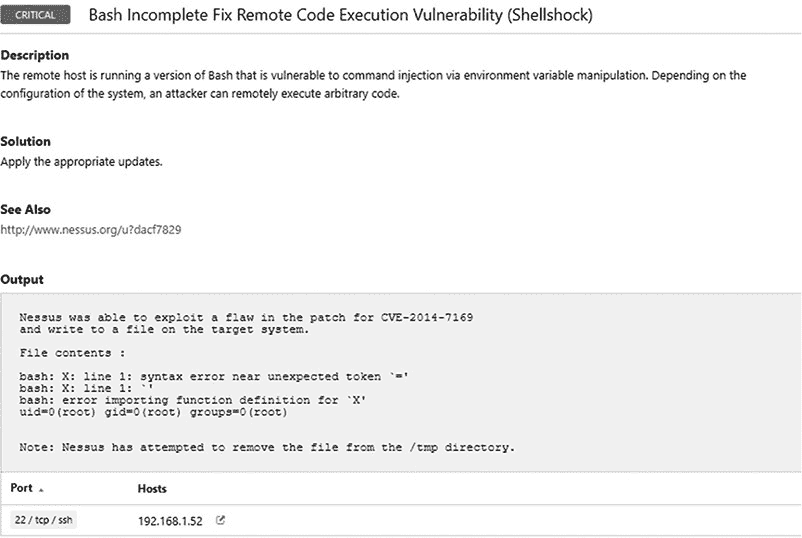 CRITICAL Bash Incomplete Fix Remote Code Execution Vulnerability (Shellshock)
Description
The remote host is running a version of Bash that is vulnerable to command injection via environment variable manipulation. Depending on the
configuration of the system, an attacker can remotely execute arbitrary code.
Solution
Apply the appropriate updates.
See Also
http://www.nessus.org/u?dacf7829
Output
Nessus was able to exploit a flaw in the patch for CVE-2014-7169
and write to a file on the target system.
File contents :
bash: X: line 1: syntax error near unexpected token `='
bash: X: line 1: `'
bash: error importing function definition for `X'
uid=0(root) gid=0(root) groups=0(root)
Note: Nessus has attempted to remove the file from the /tmp directory.
Port Hosts
22 / tcp / ssh 192.168.1.52